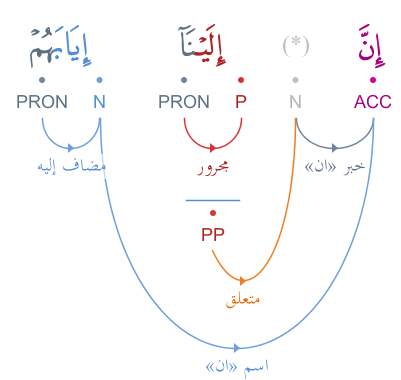 إِنَّ (*) إِلَيْنَآ إِيَابَهُمْ
ACC N P PRON N PRON
خبر «ان» مجرور مضاف إليه
PP
متعلق
اسم «ان»